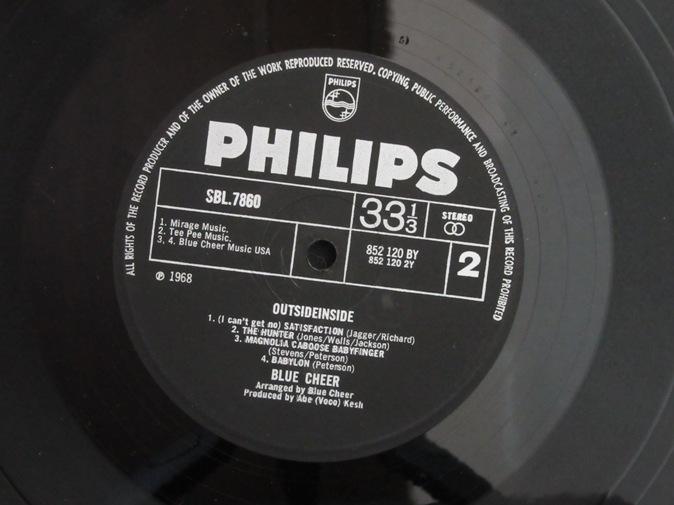 ALL RIGHTS OF THE RECORD PRODUCER AND OF THE OWNER OF THE WORK REPRODUCED RESERVED. COPYING, PUBLIC PERFORMANCE AND BROADCASTING OF THIS RECORD PROHIBITED
PHILIPS
PHILIPS
SBL.7860
33 1/3
STEREO
1. Mirage Music.
2. Tee Pee Music.
3, 4. Blue Cheer Music USA
852 120 BY
852 120 2Y
2
℗ 1968
OUTSIDEINSIDE
1. (I can't get no) SATISFACTION (Jagger/Richard)
2. THE HUNTER (Jones/Wells/Jackson)
3. MAGNOLIA CABOOSE BABYFINGER
(Stevens/Peterson)
4. BABYLON (Peterson)
BLUE CHEER
Arranged by Blue Cheer
Produced by Abe (Voco) Kesh